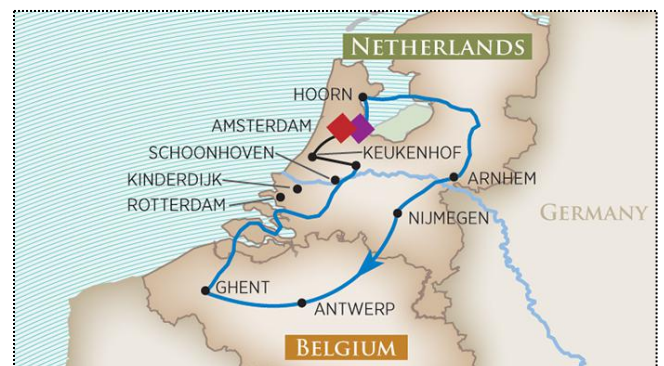 NETHERLANDS
HOORN
AMSTERDAM
SCHOONHOVEN
KEUKENHOF
KINDERDIJK
ARNHEM
ROTTERDAM
NIJMEGEN
GERMANY
GHENT
ANTWERP
BELGIUM